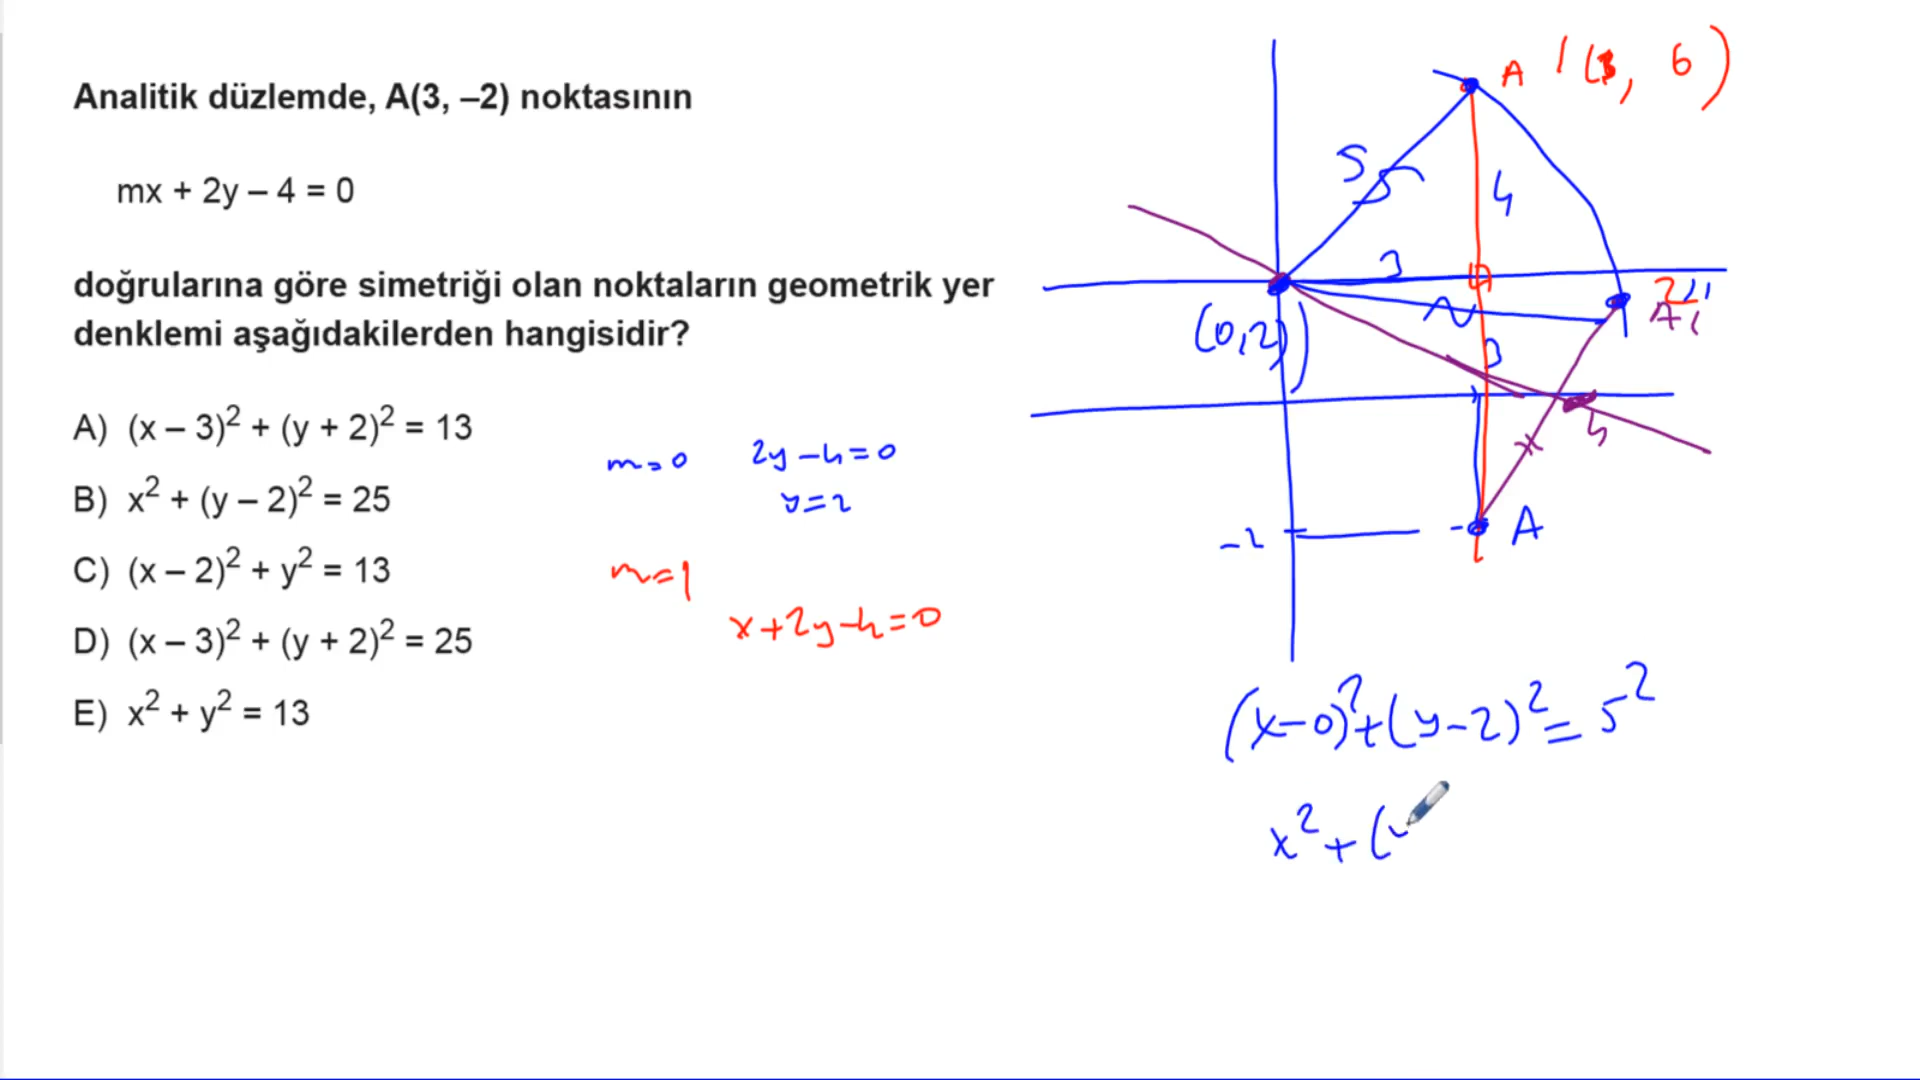 Analitik düzlemde, A(3, –2) noktasının
mx + 2y – 4 = 0
doğrularına göre simetriği olan noktaların geometrik yer
denklemi aşağıdakilerden hangisidir?
A) (x – 3)² + (y + 2)² = 13
B) x² + (y – 2)² = 25
C) (x – 2)² + y² = 13
D) (x – 3)² + (y + 2)² = 25
E) x² + y² = 13
m=0 2y-4=0
y=2
m=1
x+2y-4=0
A'(3, 6)
5
4
3
(0,2)
3
4
-2
A
(x-0)²+(y-2)²=5²
x²+(